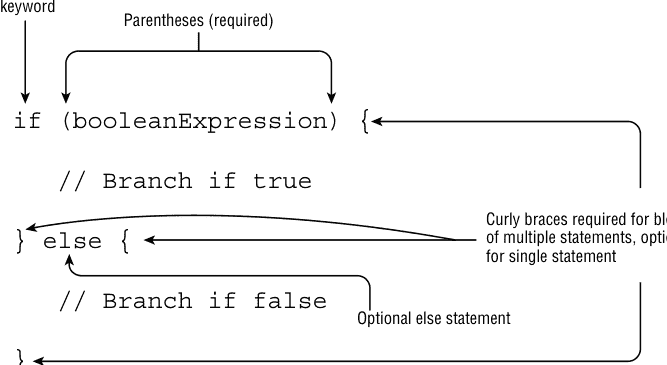 keyword
Parentheses (required)
if (booleanExpression) {
// Branch if true
Curly braces required for
} else {
of multiple statements,
for single statement
// Branch if false
Optional else statement
}